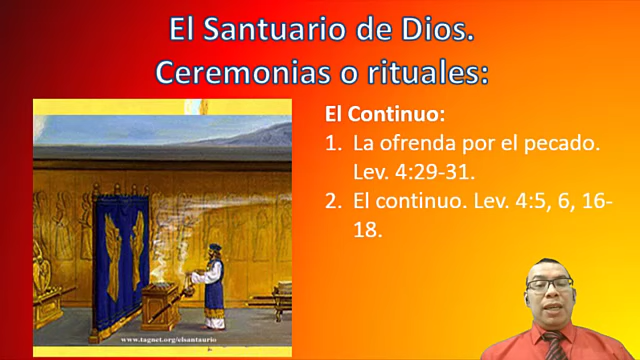 El Santuario de Dios.
Ceremonias o rituales:
El Continuo:
1. La ofrenda por el pecado.
Lev. 4:29-31.
2. El continuo. Lev. 4:5, 6, 16-
18.
www.tagnet.org/elsantuario